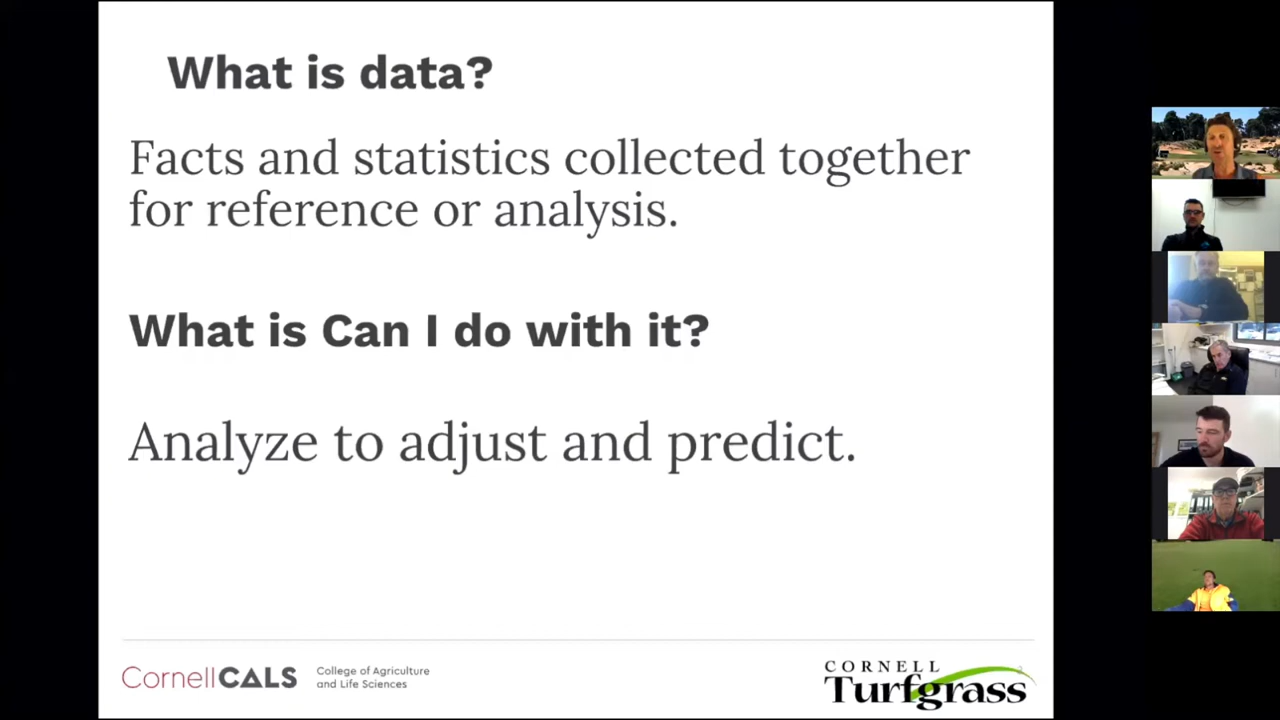 What is data?
Facts and statistics collected together
for reference or analysis.
What is Can I do with it?
Analyze to adjust and predict.
CornellCALS
College of Agriculture
and Life Sciences
CORNELL
Turfgrass